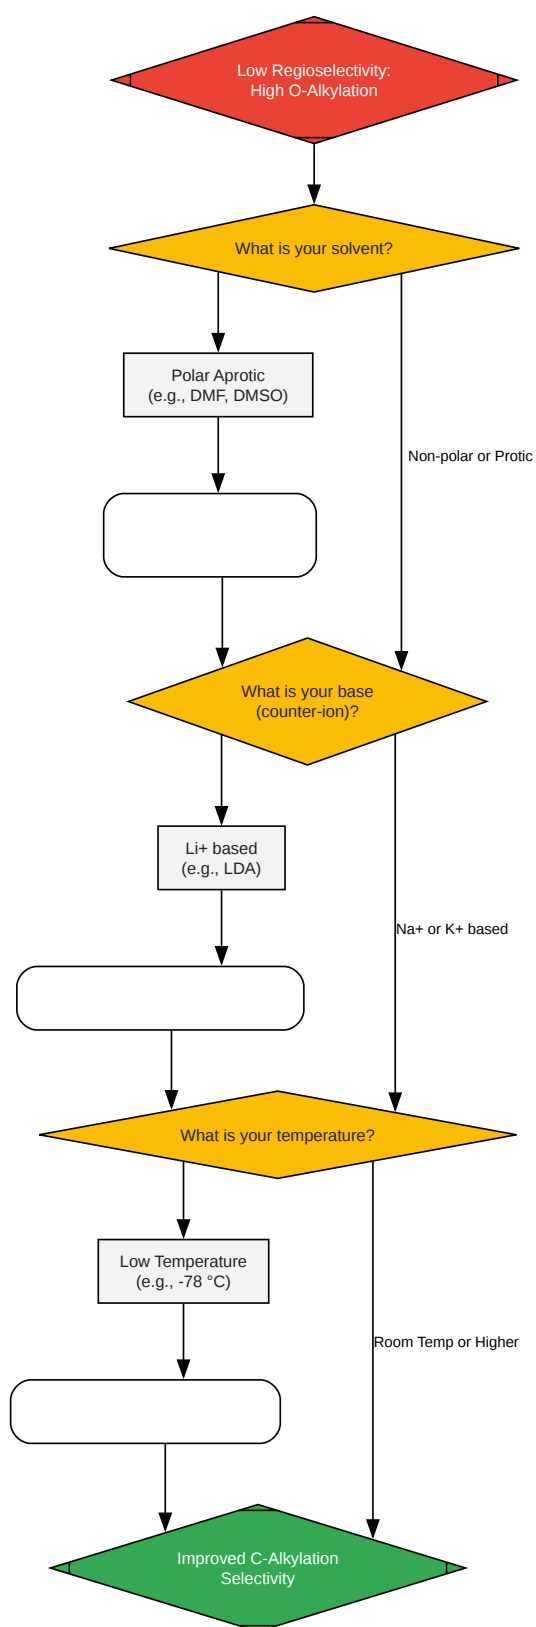 Low Regioselectivity:
High O-Alkylation
What is your solvent?
Polar Aprotic
(e.g., DMF, DMSO)
Non-polar or Protic
What is your base
(counter-ion)?
Li+ based
(e.g., LDA)
Na+ or K+ based
What is your temperature?
Low Temperature
(e.g., -78 °C)
Room Temp or Higher
Improved C-Alkylation
Selectivity